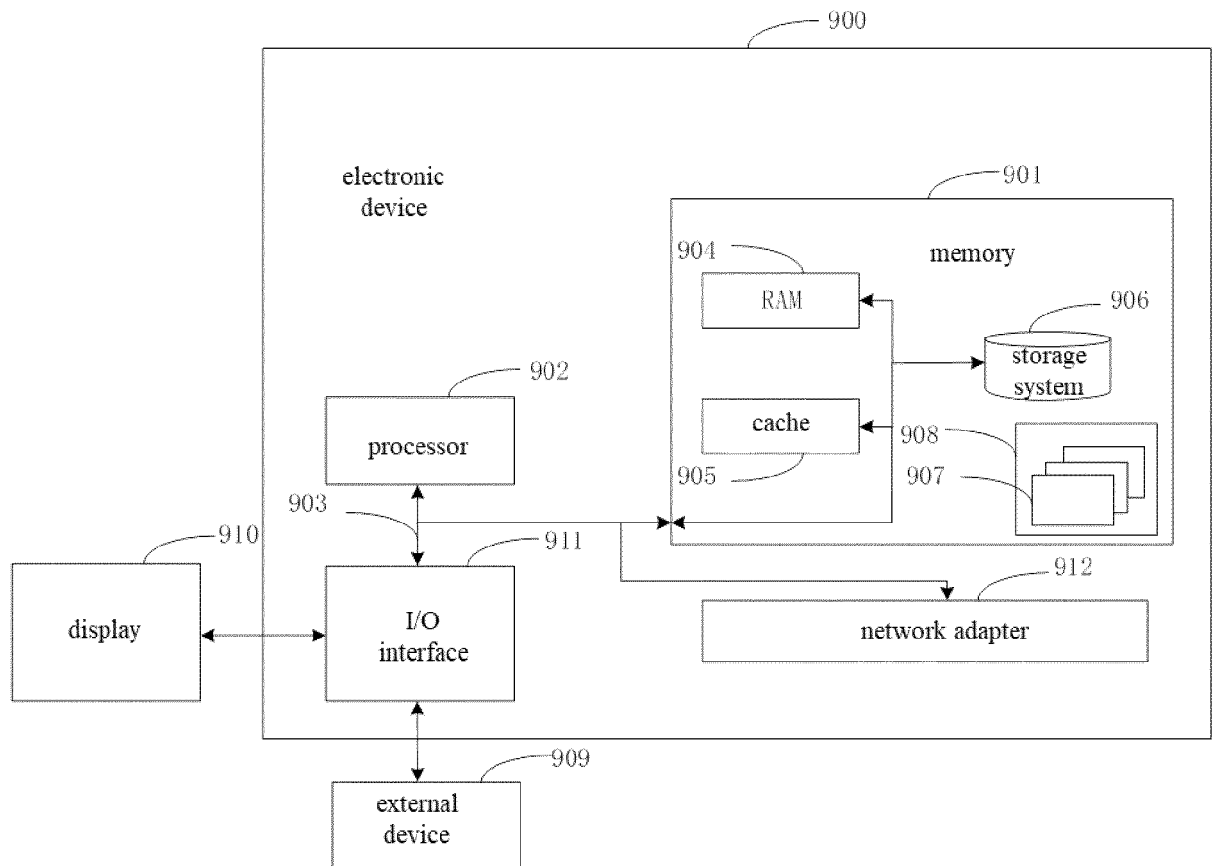 900
electronic
device
901
904
memory
RAM
906
storage
system
902
cache
908
processor
905
907
903
910
911
912
display
I/O
interface
network adapter
909
external
device